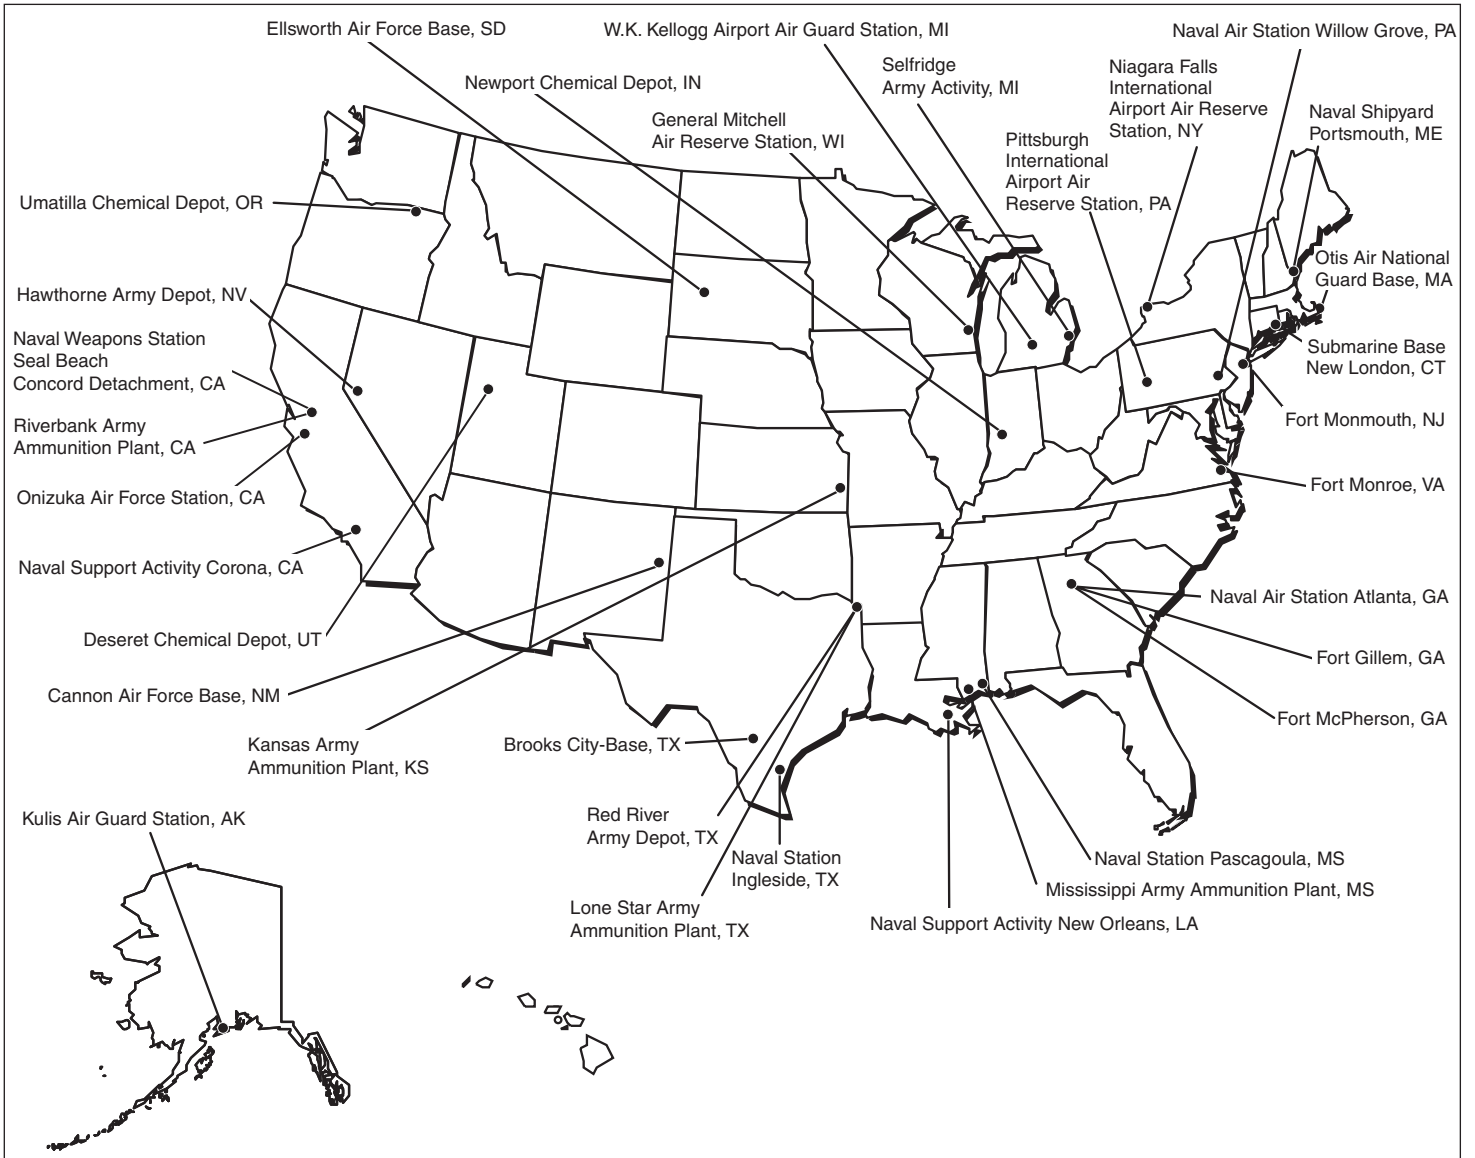 Ellsworth Air Force Base, SD
W.K. Kellogg Airport Air Guard Station, MI
Naval Air Station Willow Grove, PA
Newport Chemical Depot, IN
Selfridge
Army Activity, MI
Niagara Falls
International
Airport Air Reserve
Station, NY
General Mitchell
Air Reserve Station, WI
Naval Shipyard
Portsmouth, ME
Pittsburgh
International
Airport Air
Reserve Station, PA
Umatilla Chemical Depot, OR
Otis Air National
Guard Base, MA
Hawthorne Army Depot, NV
Naval Weapons Station
Seal Beach
Concord Detachment, CA
Submarine Base
New London, CT
Riverbank Army
Ammunition Plant, CA
Fort Monmouth, NJ
Onizuka Air Force Station, CA
Fort Monroe, VA
Naval Support Activity Corona, CA
Naval Air Station Atlanta, GA
Deseret Chemical Depot, UT
Fort Gillem, GA
Cannon Air Force Base, NM
Fort McPherson, GA
Kansas Army
Ammunition Plant, KS
Brooks City-Base, TX
Red River
Army Depot, TX
Kulis Air Guard Station, AK
Naval Station
Ingleside, TX
Naval Station Pascagoula, MS
Mississippi Army Ammunition Plant, MS
Lone Star Army
Ammunition Plant, TX
Naval Support Activity New Orleans, LA